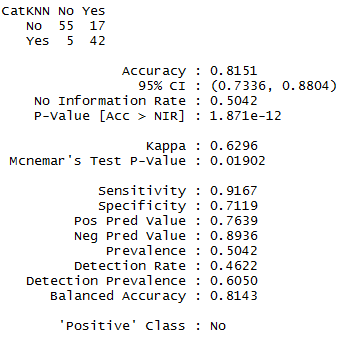 CatKNN No Yes
No 55 17
Yes 5 42
Accuracy : 0.8151
95% CI : (0.7336, 0.8804)
No Information Rate : 0.5042
P-Value [Acc > NIR] : 1.871e-12
Kappa : 0.6296
Mcnemar's Test P-Value : 0.01902
Sensitivity : 0.9167
Specificity : 0.7119
Pos Pred Value : 0.7639
Neg Pred Value : 0.8936
Prevalence : 0.5042
Detection Rate : 0.4622
Detection Prevalence : 0.6050
Balanced Accuracy : 0.8143
'Positive' Class : No